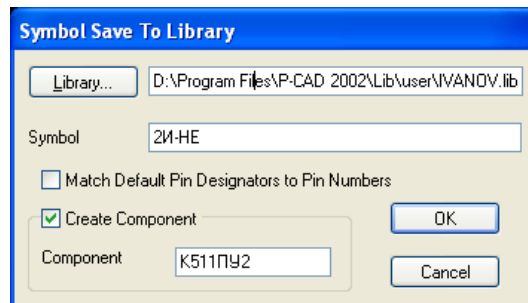 Symbol Save To Library
Library... D:\Program Files\P-CAD 2002\Lib\user\IVANOV.lib
Symbol 2И-НЕ
Match Default Pin Designators to Pin Numbers
Create Component OK
Component К511ПУ2
Cancel